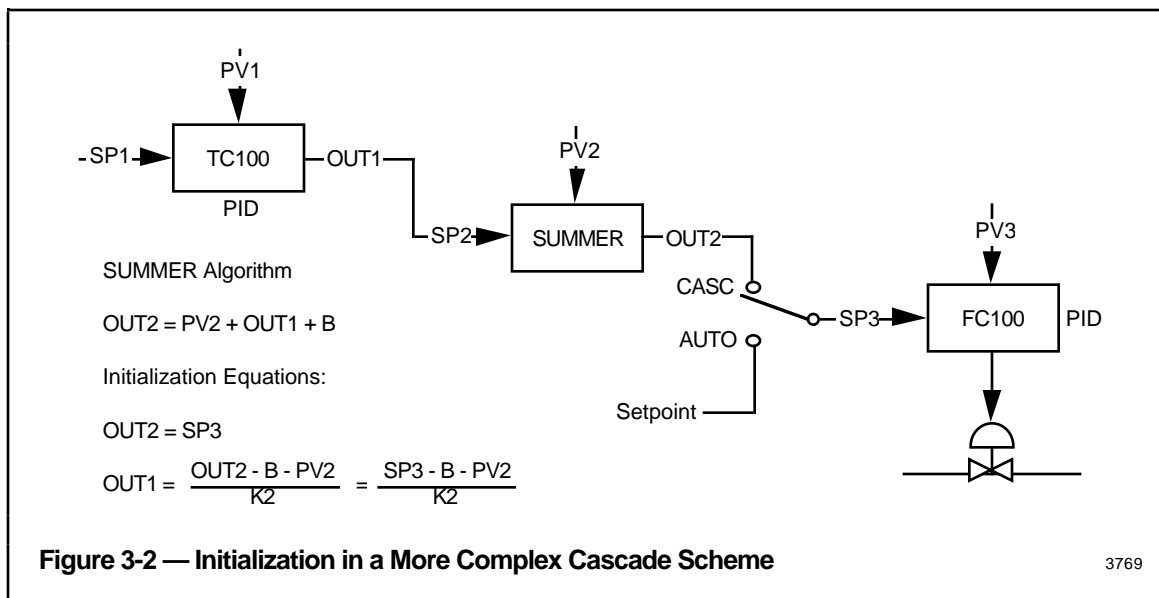 PV1
SP1
TC100
OUT1
PID
PV2
SP2
SUMMER
OUT2
PV3
CASC
SP3
FC100
PID
AUTO
Setpoint
SUMMER Algorithm
OUT2 = PV2 + OUT1 + B
Initialization Equations:
OUT2 = SP3
OUT1 = OUT2 - B - PV2 / K2 = SP3 - B - PV2 / K2
Figure 3-2 — Initialization in a More Complex Cascade Scheme
3769